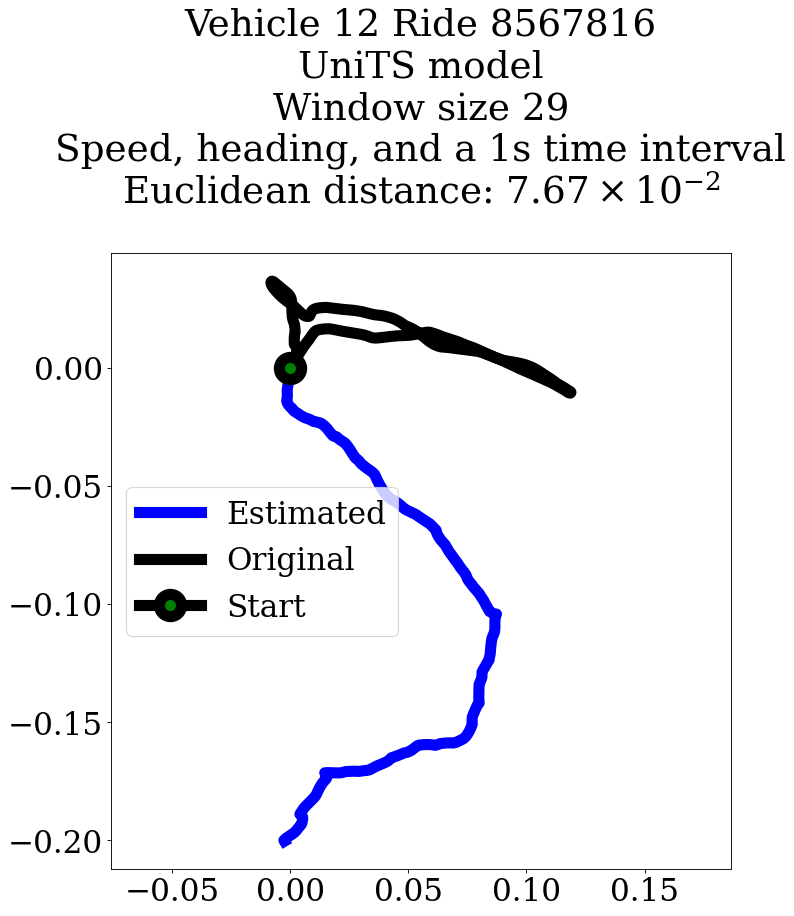 Vehicle 12 Ride 8567816
UniTS model
Window size 29
Speed, heading, and a 1s time interval
Euclidean distance: 7.67 × 10⁻²
0.00
−0.05
Estimated
Original
−0.10
Start
−0.15
−0.20
−0.05 0.00 0.05 0.10 0.15